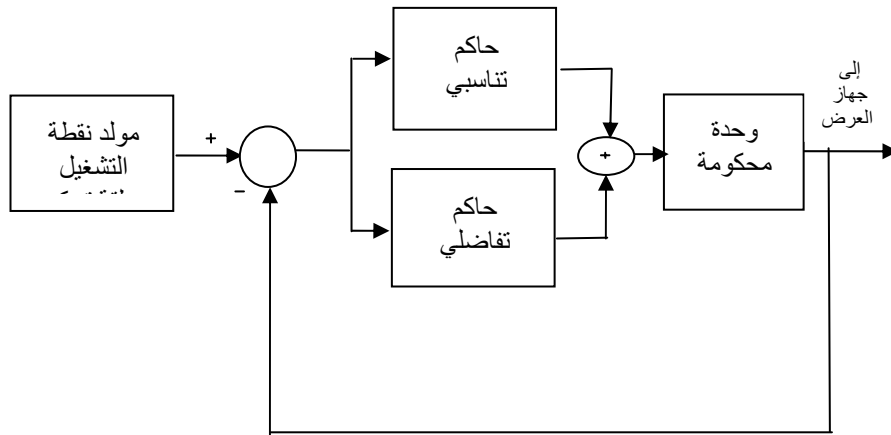 حاكم
تناسبي
إلى
جهاز
العرض
مولد نقطة
التشغيل
+
−
+
وحدة
محكومة
حاكم
تفاضلي